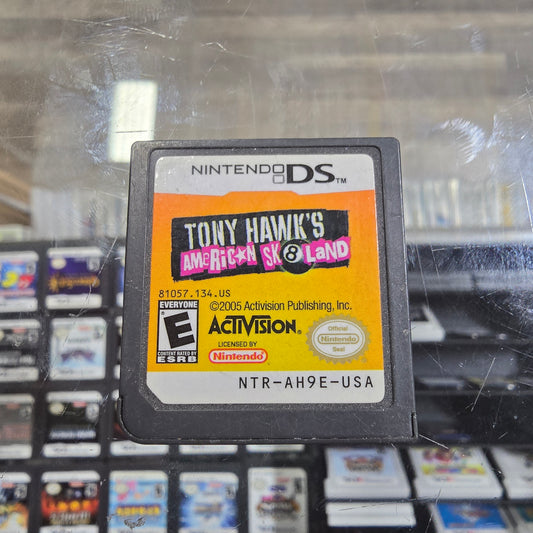 NINTENDO DS™
TONY HAWK'S
AMERICAN SK8LAND
81057.134.US
EVERYONE
E
CONTENT RATED BY
ESRB
©2005 Activision Publishing, Inc.
ACTIVISION.
LICENSED BY
Nintendo
Official
Nintendo
Seal
NTR-AH9E-USA